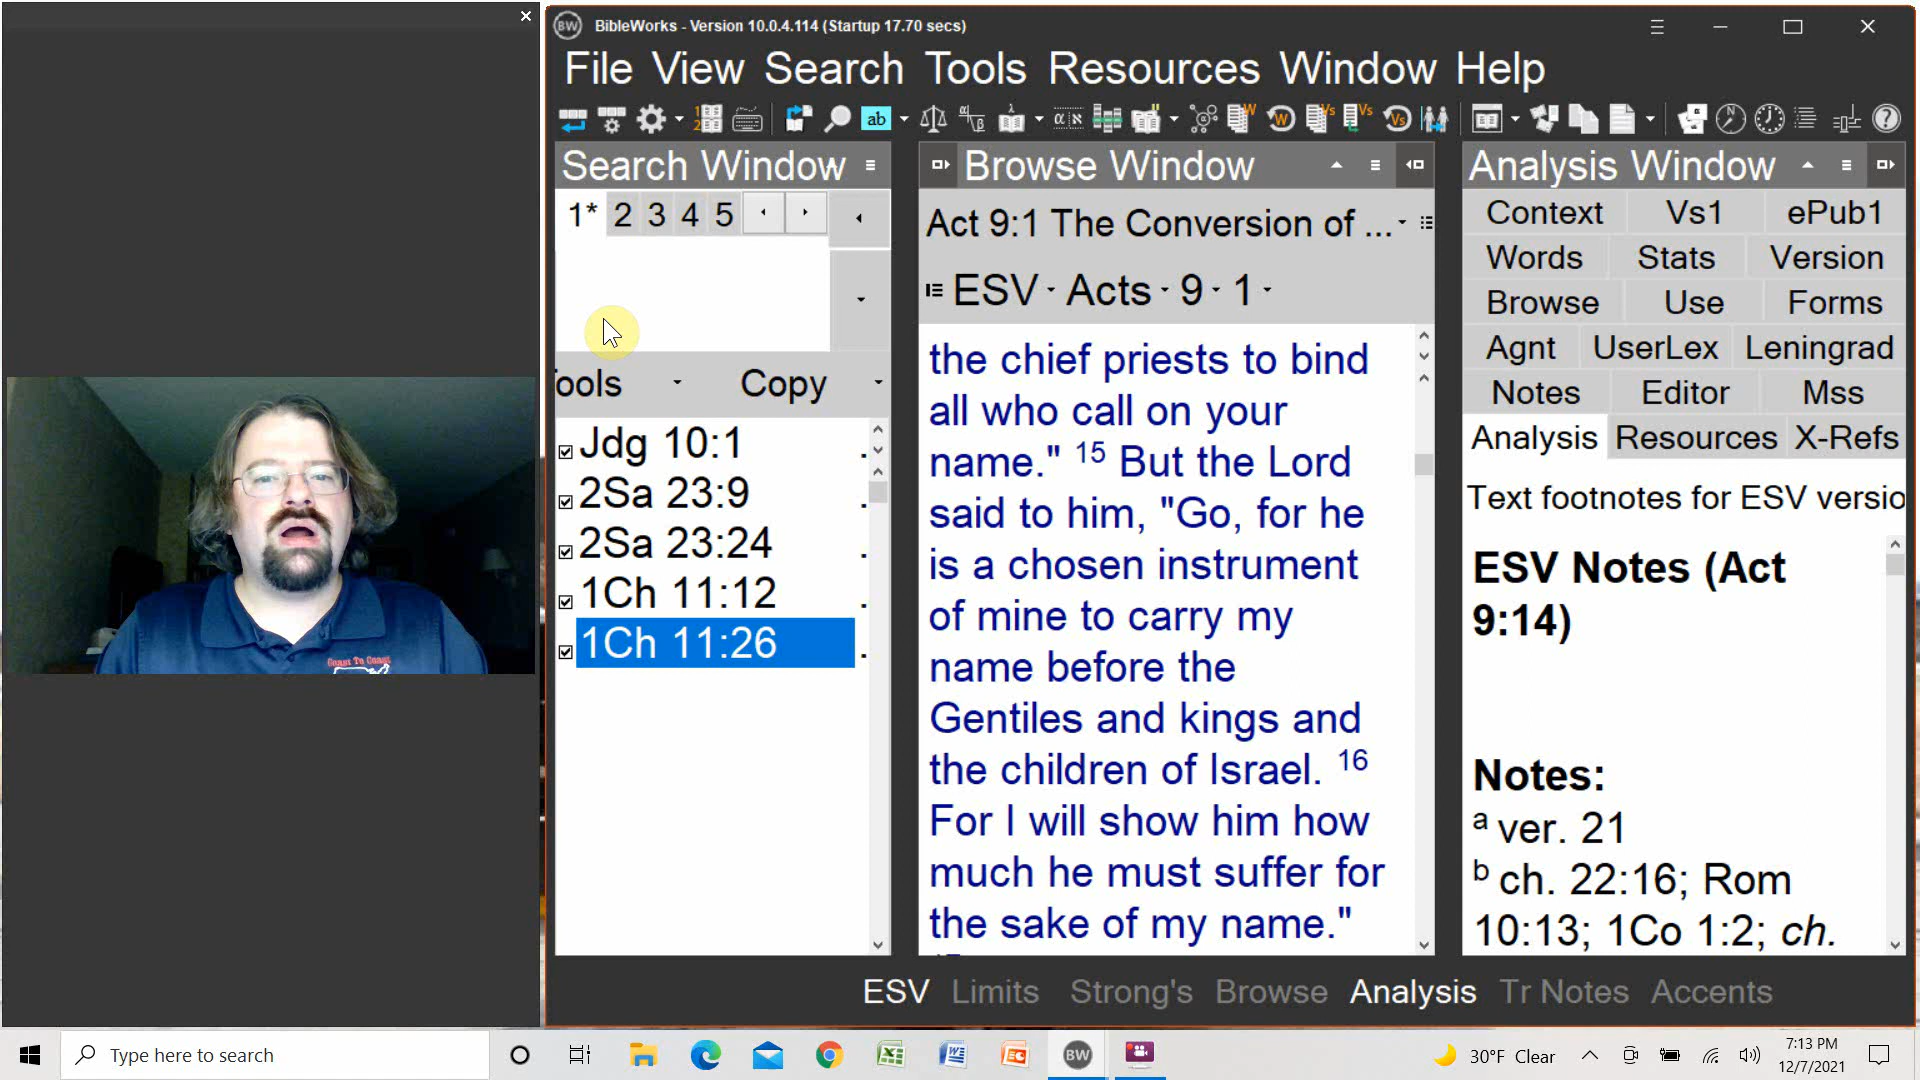 BibleWorks - Version 10.0.4.114 (Startup 17.70 secs)
File View Search Tools Resources Window Help
Search Window
1* 2 3 4 5
ools Copy
Jdg 10:1
2Sa 23:9
2Sa 23:24
1Ch 11:12
1Ch 11:26
Browse Window
Act 9:1 The Conversion of ...
ESV Acts 9 1
the chief priests to bind
all who call on your
name." 15 But the Lord
said to him, "Go, for he
is a chosen instrument
of mine to carry my
name before the
Gentiles and kings and
the children of Israel. 16
For I will show him how
much he must suffer for
the sake of my name."
Analysis Window
Context Vs1 ePub1
Words Stats Version
Browse Use Forms
Agnt UserLex Leningrad
Notes Editor Mss
Analysis Resources X-Refs
Text footnotes for ESV versio
ESV Notes (Act
9:14)
Notes:
a ver. 21
b ch. 22:16; Rom
10:13; 1Co 1:2; ch.
ESV Limits Strong's Browse Analysis Tr Notes Accents
Coast To Coast
Type here to search
BW
30°F Clear
7:13 PM
12/7/2021